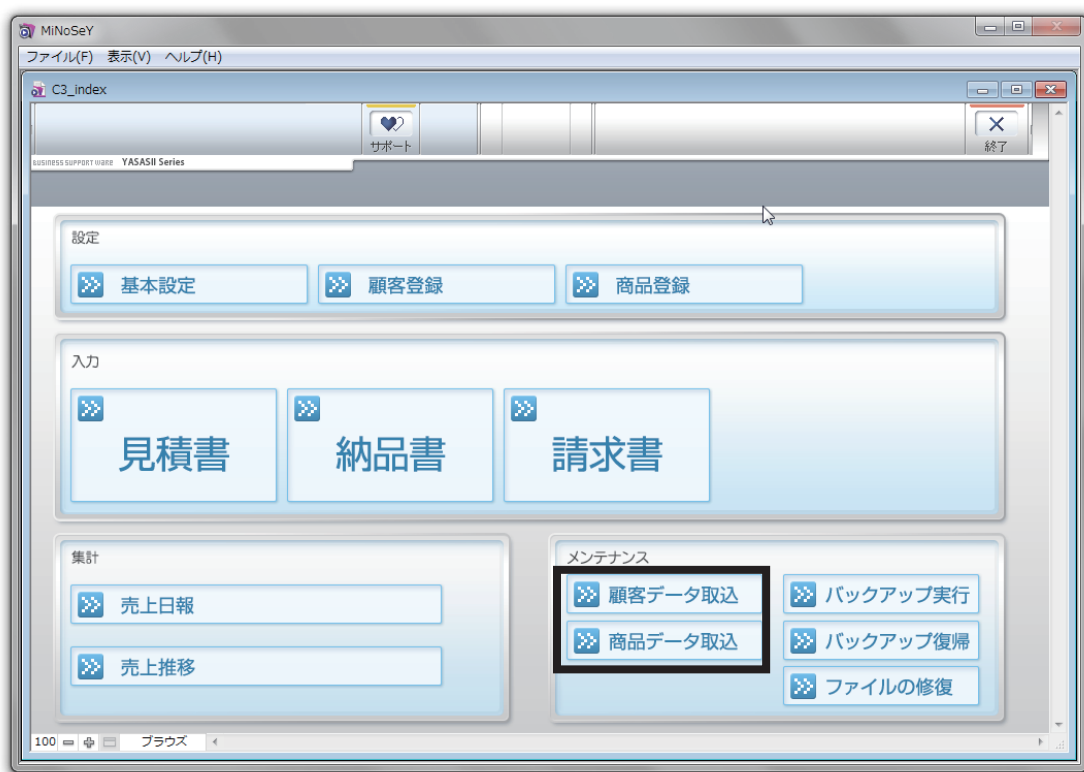 MiNoSeY
ファイル(F) 表示(V) ヘルプ(H)
C3_index
サポート
終了
BUSINESS SUPPORT WARE YASASII Series
設定
基本設定
顧客登録
商品登録
入力
見積書
納品書
請求書
集計
売上日報
売上推移
メンテナンス
顧客データ取込
バックアップ実行
商品データ取込
バックアップ復帰
ファイルの修復
100 ブラウズ